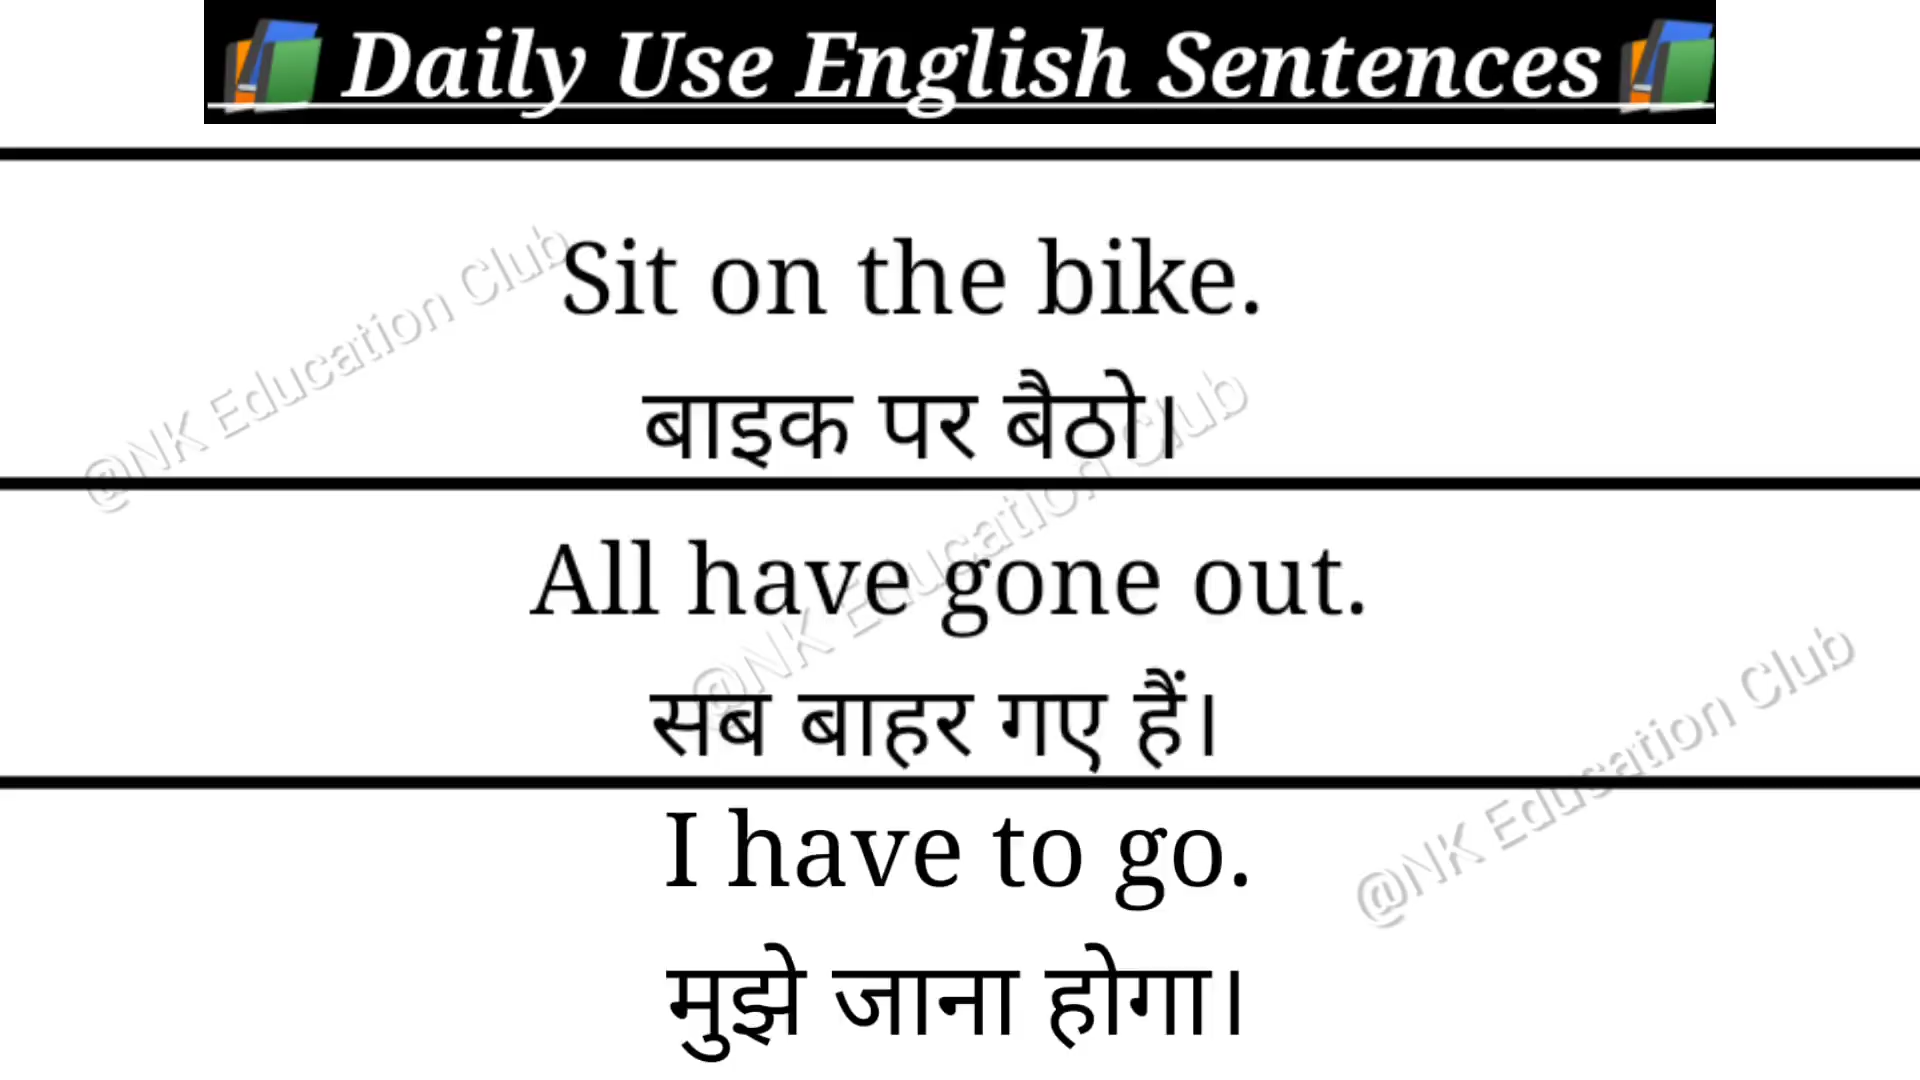 📚 Daily Use English Sentences 📚
Sit on the bike.
बाइक पर बैठो।
All have gone out.
सब बाहर गए हैं।
I have to go.
मुझे जाना होगा।
@NK Education Club
@NK Education Club
@NK Education Club